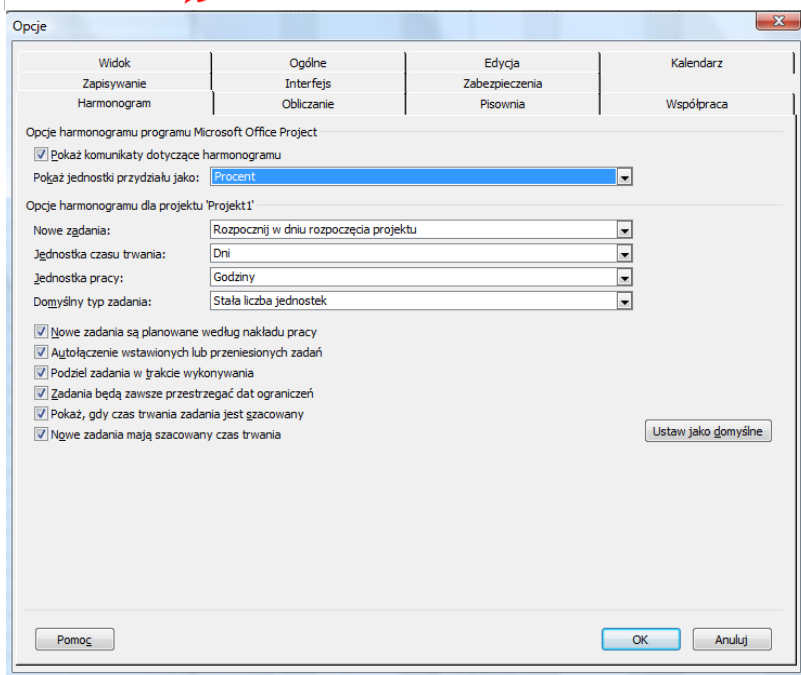 Opcje
Widok Ogólne Edycja Kalendarz
Zapisywanie Interfejs Zabezpieczenia
Harmonogram Obliczanie Pisownia Współpraca
Opcje harmonogramu programu Microsoft Office Project
Pokaż komunikaty dotyczące harmonogramu
Pokaż jednostki przydziału jako: Procent
Opcje harmonogramu dla projektu 'Projekt1'
Nowe zadania: Rozpocznij w dniu rozpoczęcia projektu
Jednostka czasu trwania: Dni
Jednostka pracy: Godziny
Domyślny typ zadania: Stała liczba jednostek
Nowe zadania są planowane według nakładu pracy
Autołączenie wstawionych lub przeniesionych zadań
Podziel zadania w trakcie wykonywania
Zadania będą zawsze przestrzegać dat ograniczeń
Pokaż, gdy czas trwania zadania jest szacowany
Nowe zadania mają szacowany czas trwania Ustaw jako domyślne
Pomoc OK Anuluj